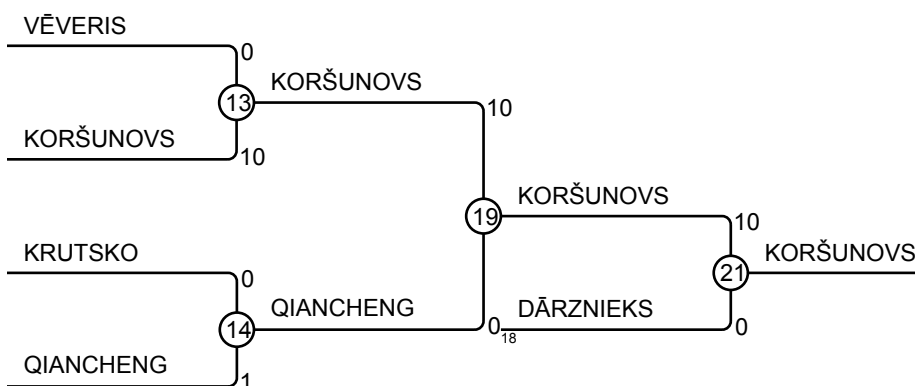 VĒVERIS
0
13
KORŠUNOVS
10
KORŠUNOVS
10
KORŠUNOVS
19
10
KORŠUNOVS
21
KRUTSKO
0
QIANCHENG
14
0
18
DĀRZNIEKS
0
QIANCHENG
1